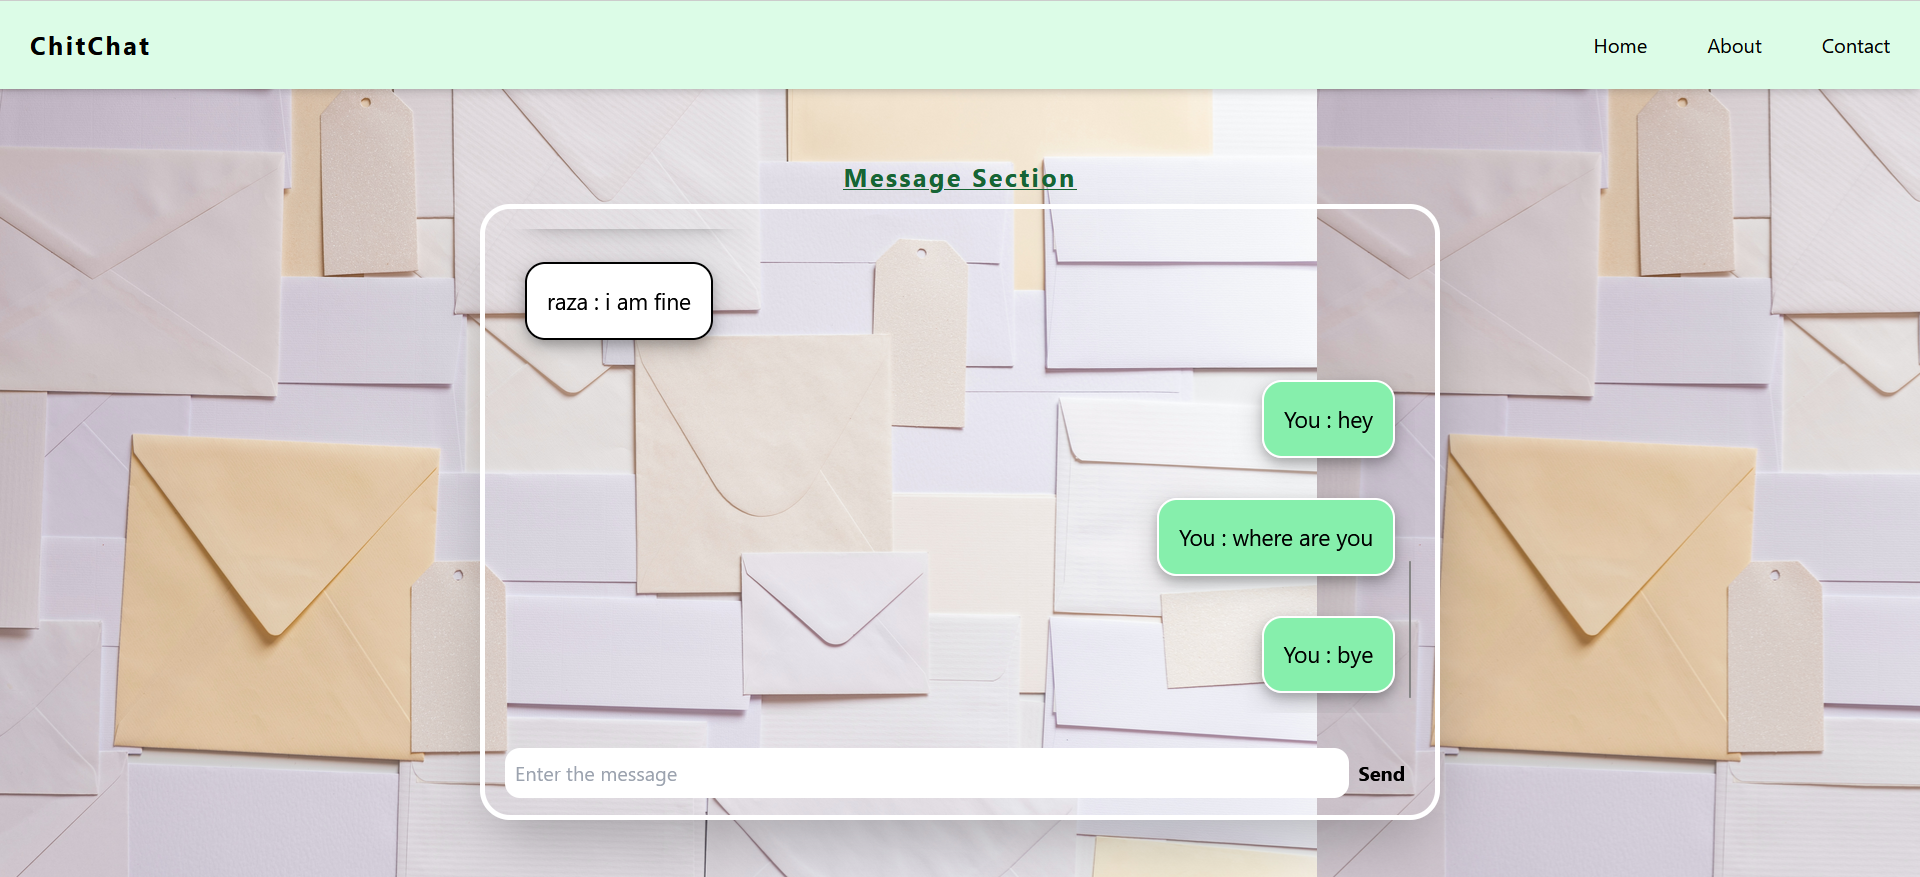 ChitChat
Home About Contact
Message Section
raza : i am fine
You : hey
You : where are you
You : bye
Enter the message
Send